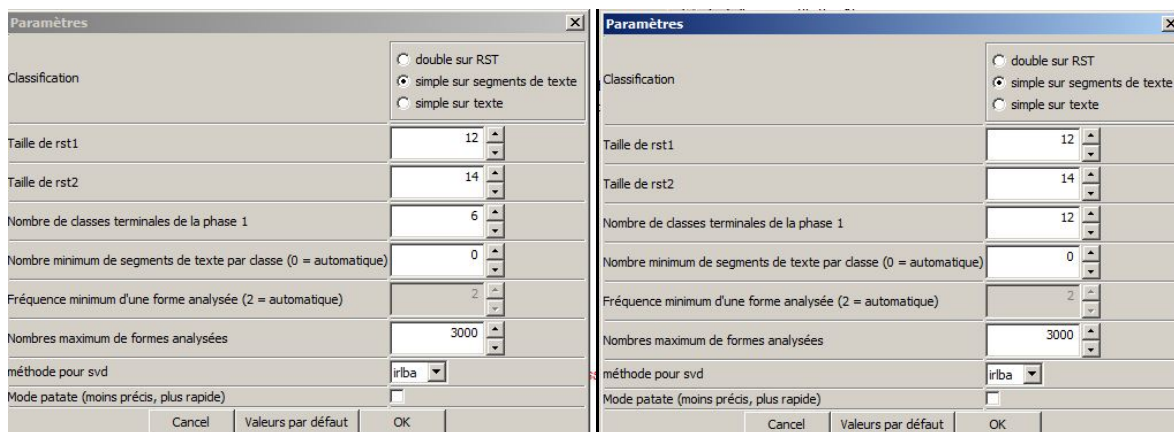 Paramètres
Classification
double sur RST
simple sur segments de texte
simple sur texte
Taille de rst1
12
Taille de rst2
14
Nombre de classes terminales de la phase 1
6
Nombre minimum de segments de texte par classe (0 = automatique)
0
Fréquence minimum d'une forme analysée (2 = automatique)
2
Nombres maximum de formes analysées
3000
méthode pour svd
irlba
Mode patate (moins précis, plus rapide)
Cancel Valeurs par défaut OK
Paramètres
Classification
double sur RST
simple sur segments de texte
simple sur texte
Taille de rst1
12
Taille de rst2
14
Nombre de classes terminales de la phase 1
12
Nombre minimum de segments de texte par classe (0 = automatique)
0
Fréquence minimum d'une forme analysée (2 = automatique)
2
Nombres maximum de formes analysées
3000
méthode pour svd
irlba
Mode patate (moins précis, plus rapide)
Cancel Valeurs par défaut OK